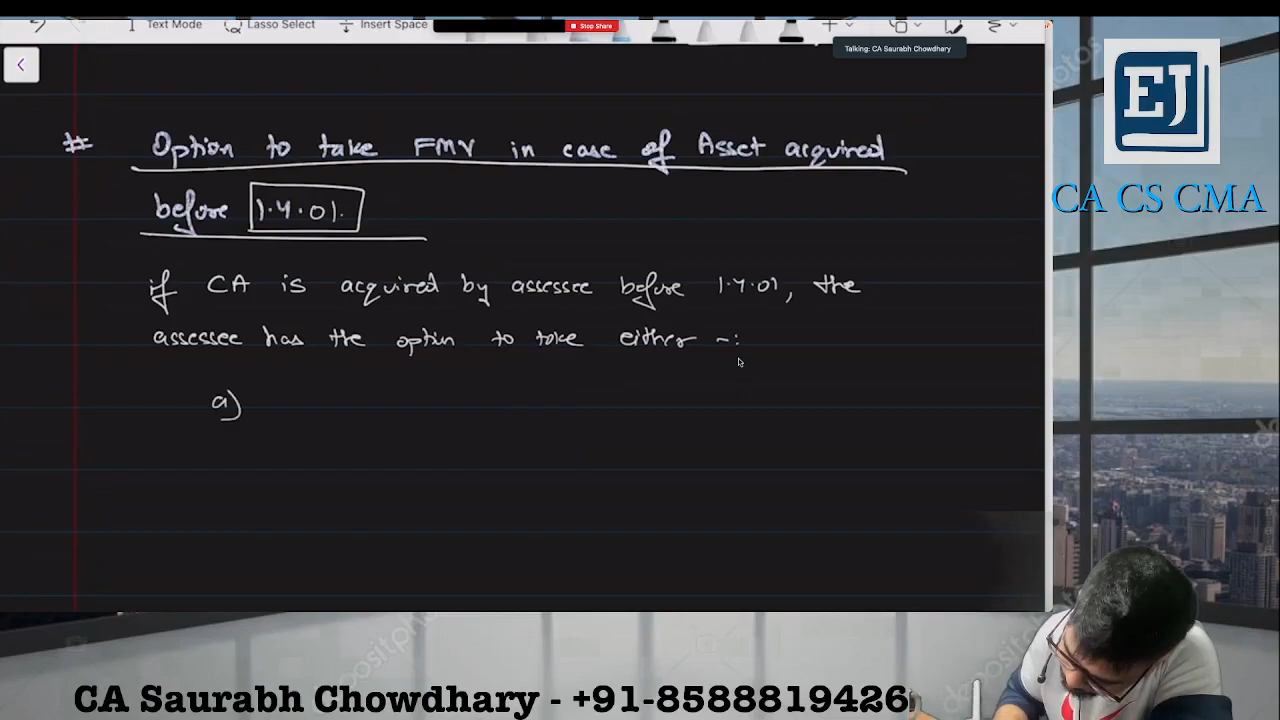 Text Mode
Lasso Select
Insert Space
Stop Share
Talking: CA Saurabh Chowdhary
EJ
CA CS CMA
# Option to take FMV in case of Asset acquired
before 1.4.01.
if CA is acquired by assessee before 1.4.01, the
assessee has the option to take either -:
a)
CA Saurabh Chowdhary - +91-8588819426